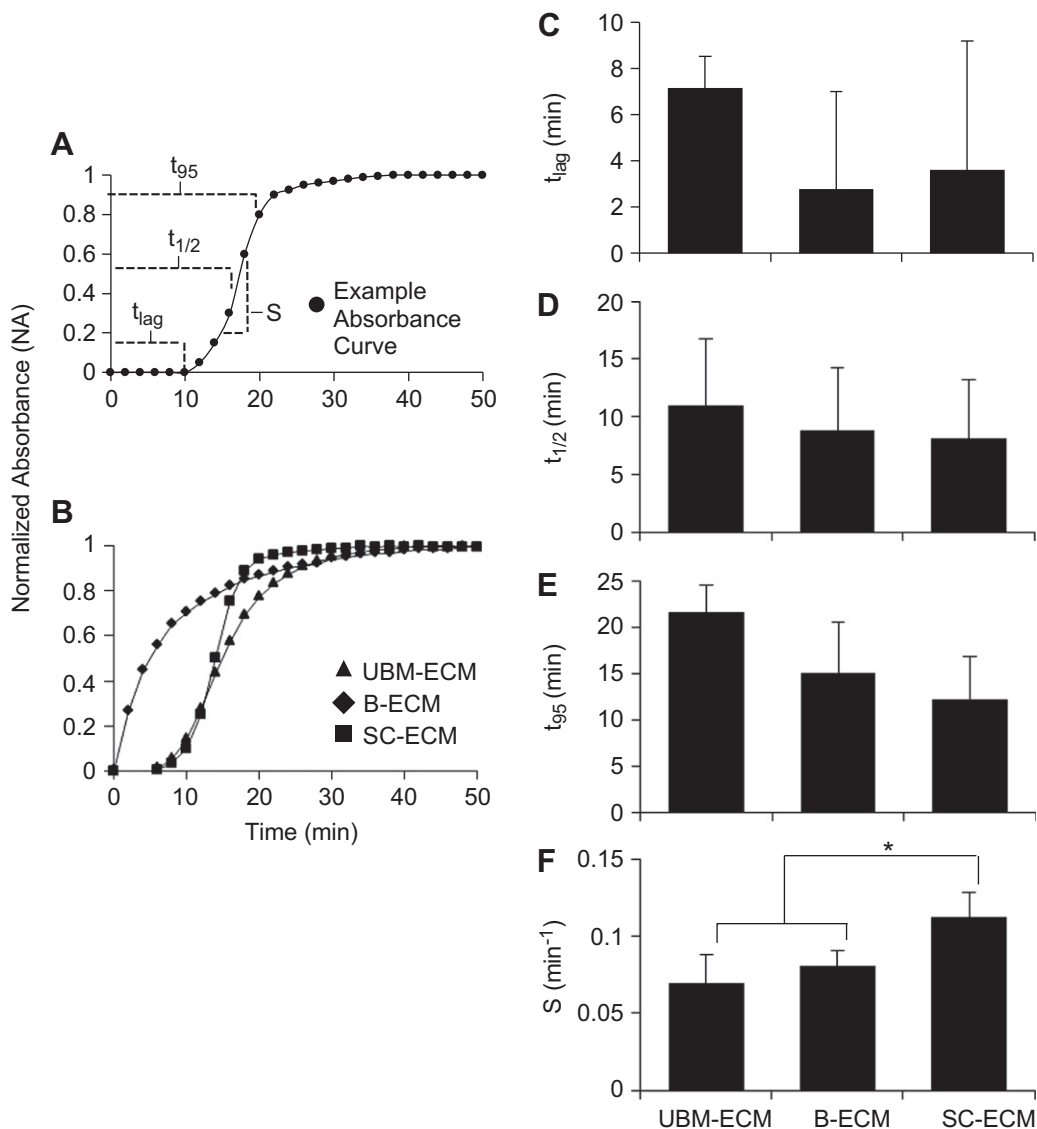 A
Normalized Absorbance (NA)
1
0.8
0.6
0.4
0.2
0
t95
t1/2
tlag
S
Example
Absorbance
Curve
0 10 20 30 40 50
B
1
0.8
0.6
0.4
0.2
0
UBM-ECM
B-ECM
SC-ECM
0 10 20 30 40 50
Time (min)
C
tlag (min)
10
8
6
4
2
0
D
t1/2 (min)
20
15
10
5
0
E
t95 (min)
25
20
15
10
5
0
F
S (min-1)
0.15
0.1
0.05
0
*
UBM-ECM B-ECM SC-ECM